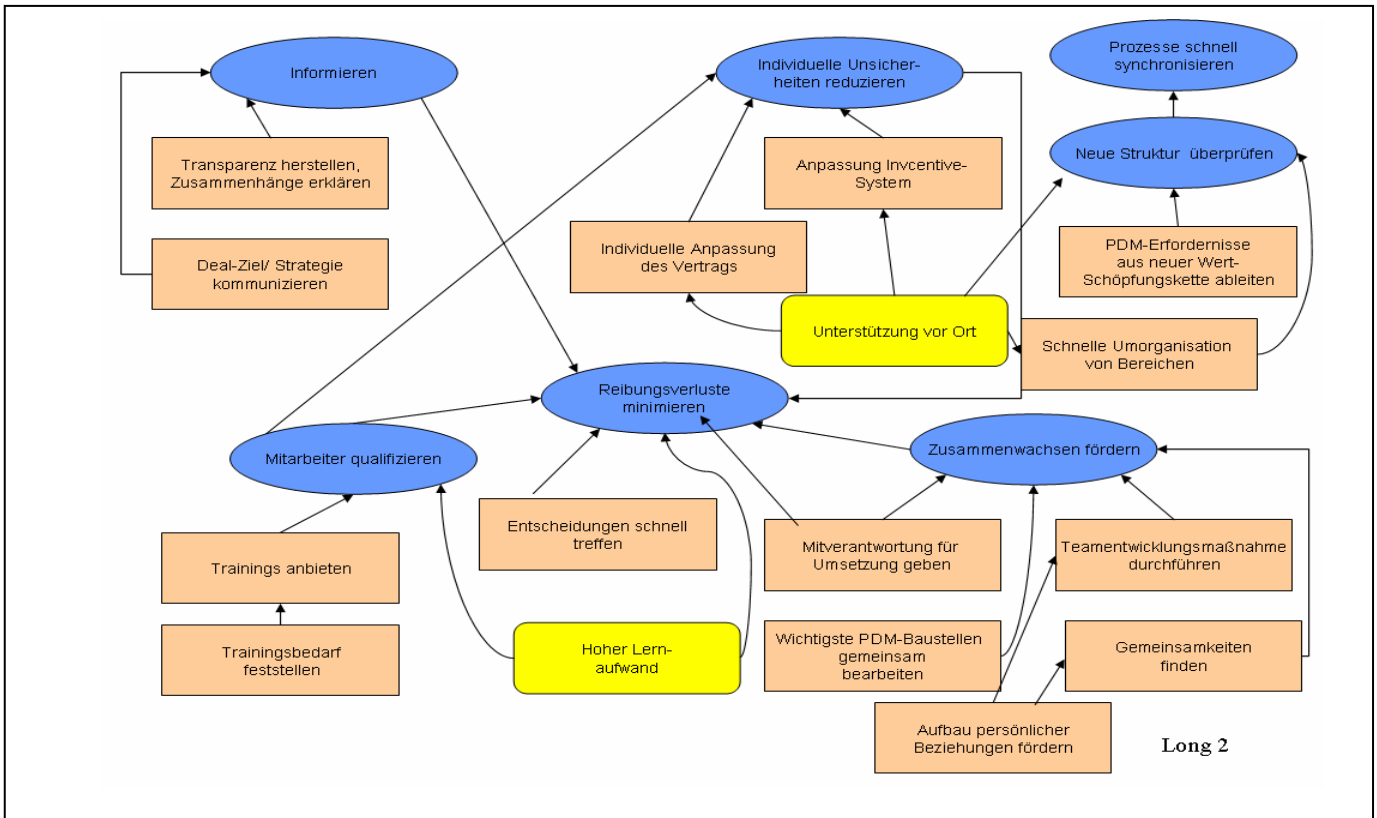 Informieren
Individuelle Unsicher-
heiten reduzieren
Prozesse schnell
synchronisieren
Transparenz herstellen,
Zusammenhänge erklären
Anpassung Invcentive-
System
Neue Struktur überprüfen
Deal-Ziel/ Strategie
kommunizieren
Individuelle Anpassung
des Vertrags
PDM-Erfordernisse
aus neuer Wert-
Schöpfungskette ableiten
Unterstützung vor Ort
Schnelle Umorganisation
von Bereichen
Reibungsverluste
minimieren
Mitarbeiter qualifizieren
Zusammenwachsen fördern
Entscheidungen schnell
treffen
Mitverantwortung für
Umsetzung geben
Teamentwicklungsmaßnahme
durchführen
Trainings anbieten
Trainingsbedarf
feststellen
Hoher Lern-
aufwand
Wichtigste PDM-Baustellen
gemeinsam
bearbeiten
Gemeinsamkeiten
finden
Aufbau persönlicher
Beziehungen fördern
Long 2